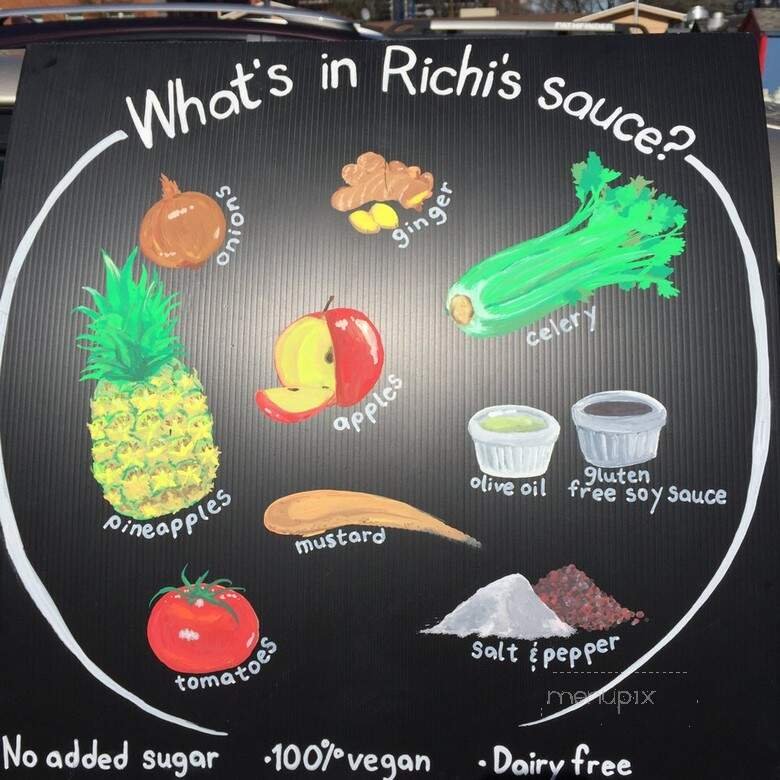 PATHFINDER
What's in Richi's sauce?
onions
ginger
celery
apples
pineapples
olive oil
gluten
free soy sauce
mustard
tomatoes
salt & pepper
menupix
No added sugar •100% vegan •Dairy free